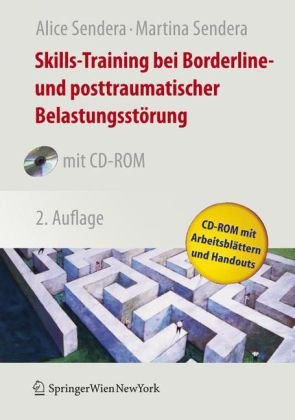 Alice Sendera · Martina Sendera
Skills-Training bei Borderline-
und posttraumatischer
Belastungsstörung
mit CD-ROM
2. Auflage
CD-ROM mit
Arbeitsblättern
und Handouts
SpringerWienNewYork